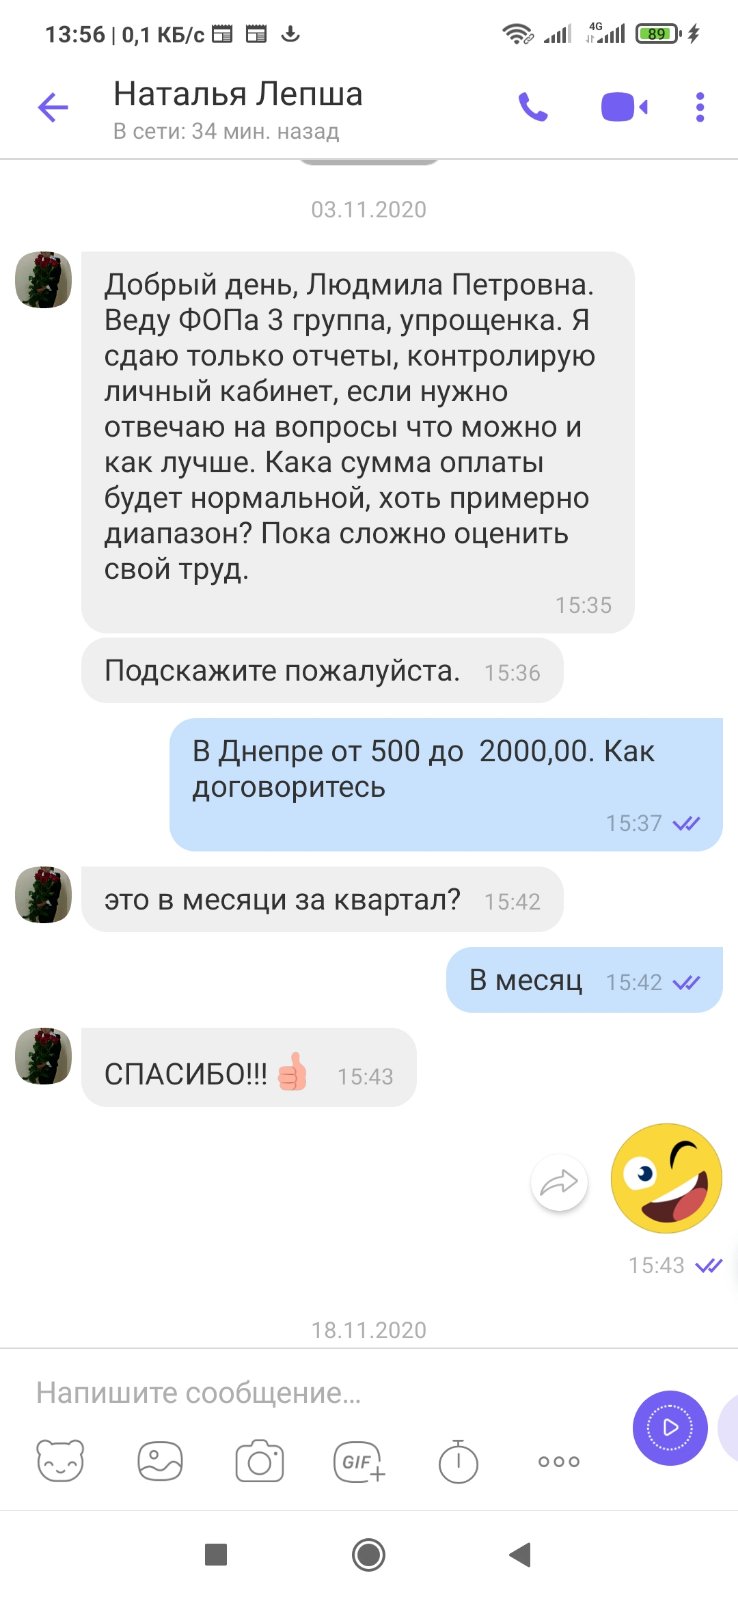 13:56 | 0,1 КБ/с
4G
89
Наталья Лепша
В сети: 34 мин. назад
03.11.2020
Добрый день, Людмила Петровна.
Веду ФОПа 3 группа, упрощенка. Я
сдаю только отчеты, контролирую
личный кабинет, если нужно
отвечаю на вопросы что можно и
как лучше. Кака сумма оплаты
будет нормальной, хоть примерно
диапазон? Пока сложно оценить
свой труд.
15:35
Подскажите пожалуйста. 15:36
В Днепре от 500 до  2000,00. Как
договоритесь
15:37
это в месяци за квартал? 15:42
В месяц 15:42
СПАСИБО!!! 15:43
15:43
18.11.2020
Напишите сообщение...
GIF